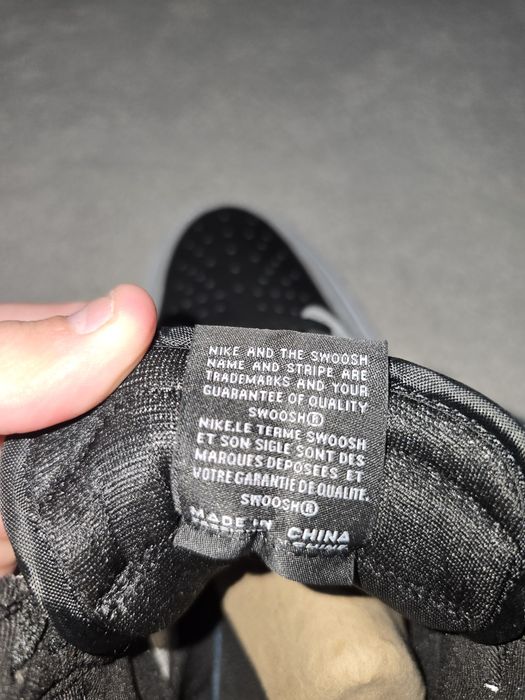 NIKE AND THE SWOOSH
NAME AND STRIPE ARE
TRADEMARKS AND YOUR
GUARANTEE OF QUALITY
SWOOSH®
NIKE.LE TERME SWOOSH
ET SON SIGLE SONT DES
MARQUES DEPOSEES ET
VOTRE GARANTIE DE QUALITE.
SWOOSH®
MADE IN CHINA